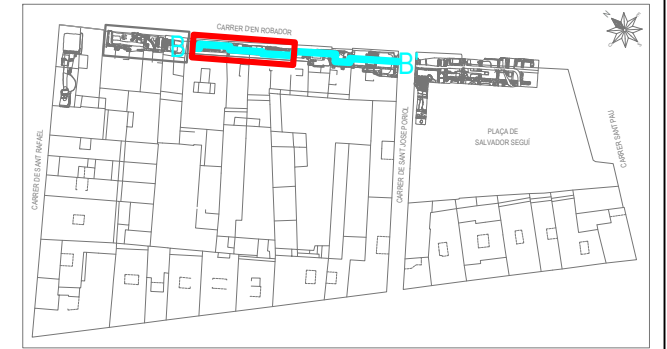 CARRER D'EN ROBADOR
N
B
B
PLAÇA DE
SALVADOR SEGUÍ
CARRER SANT PAU
CARRER DE SANT RAFAEL
CARRER DE SANT JOSEP ORIOL